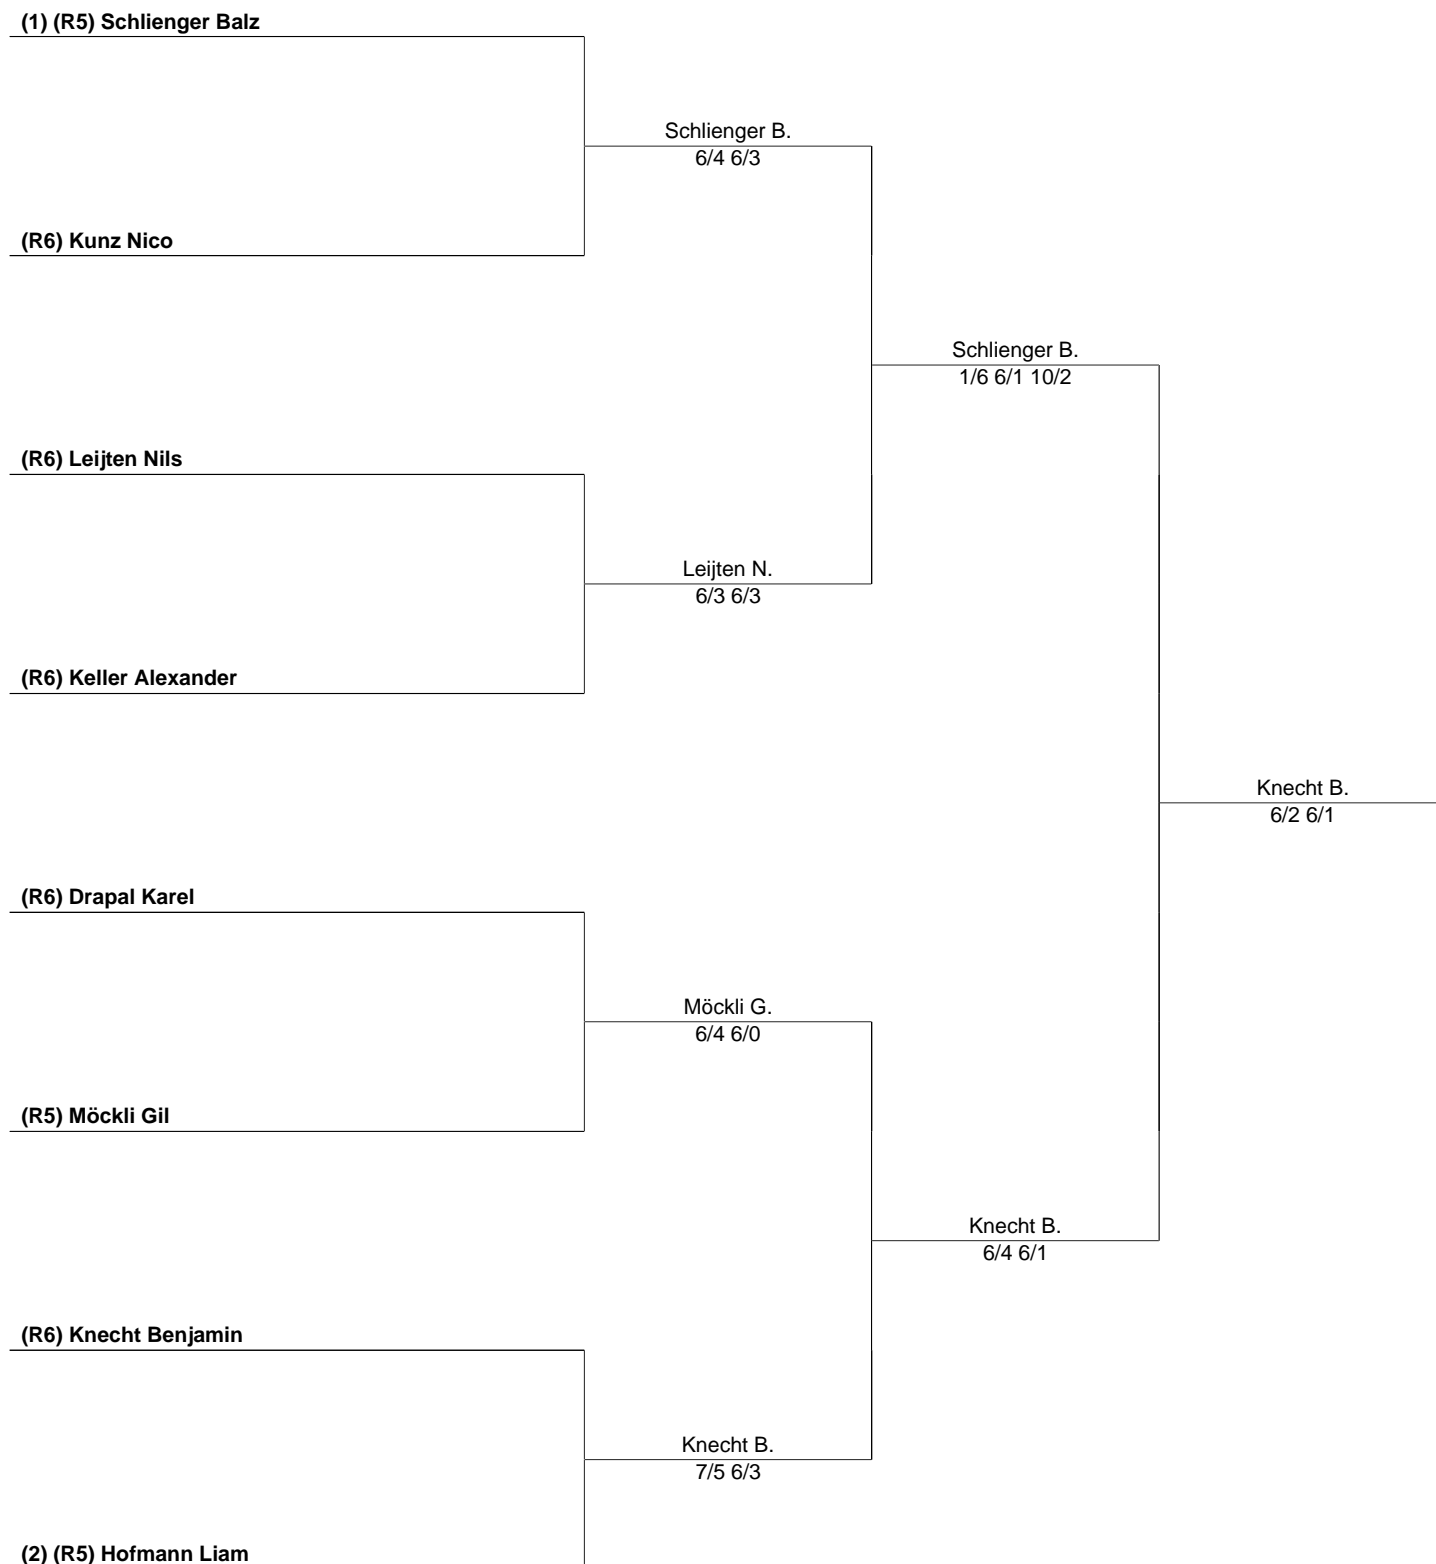 (1) (R5) Schlienger Balz
Schlienger B.
6/4 6/3
(R6) Kunz Nico
Schlienger B.
1/6 6/1 10/2
(R6) Leijten Nils
Leijten N.
6/3 6/3
(R6) Keller Alexander
Knecht B.
6/2 6/1
(R6) Drapal Karel
Möckli G.
6/4 6/0
(R5) Möckli Gil
Knecht B.
6/4 6/1
(R6) Knecht Benjamin
Knecht B.
7/5 6/3
(2) (R5) Hofmann Liam